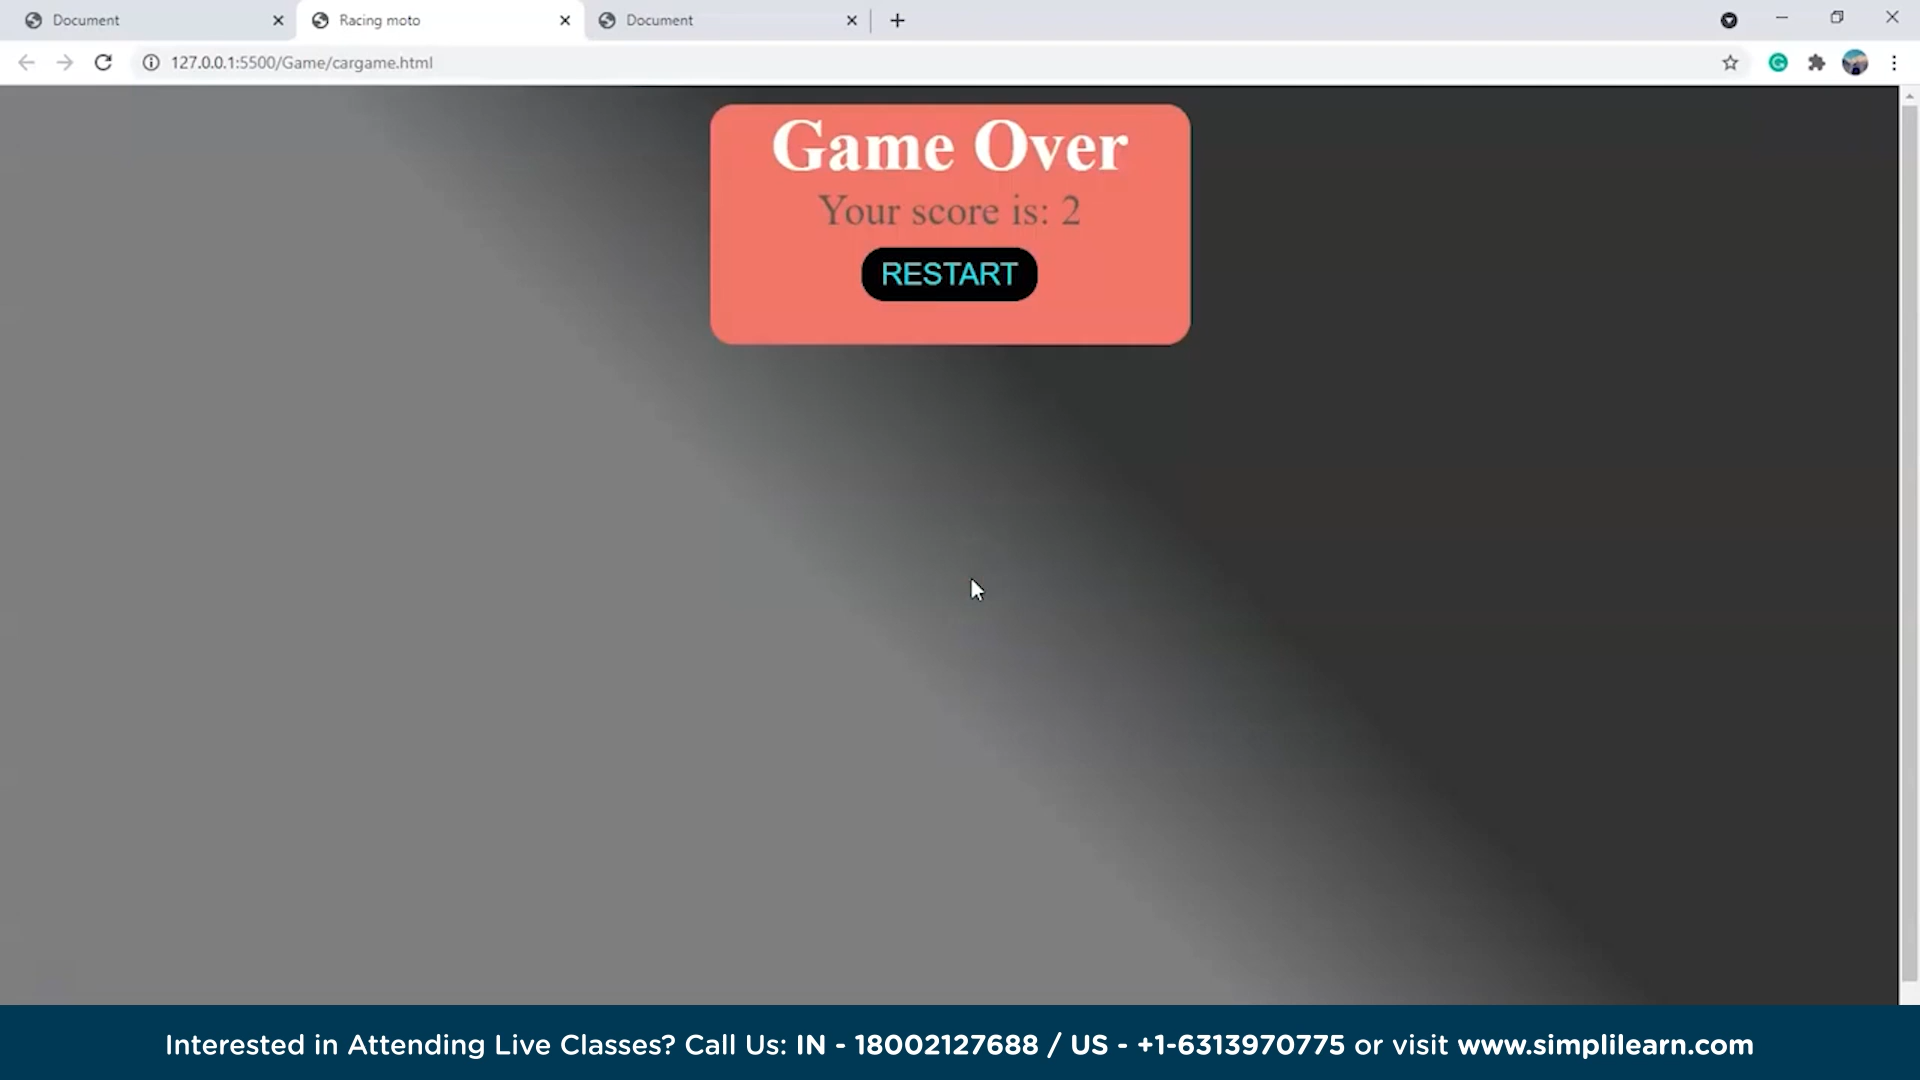 Document
Racing moto
Document
127.0.0.1:5500/Game/cargame.html
Game Over
Your score is: 2
RESTART
Interested in Attending Live Classes? Call Us: IN - 18002127688 / US - +1-6313970775 or visit www.simplilearn.com